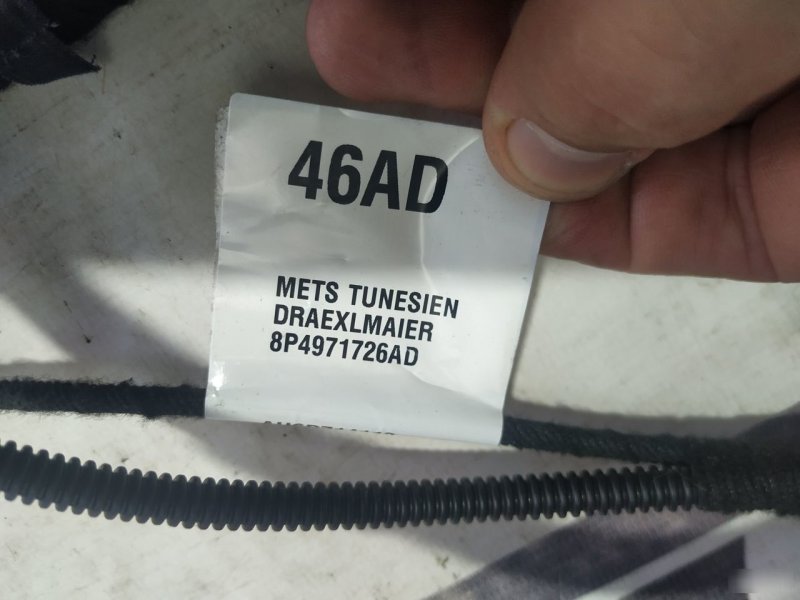 46AD
METS TUNESIEN
DRAEXLMAIER
8P4971726AD